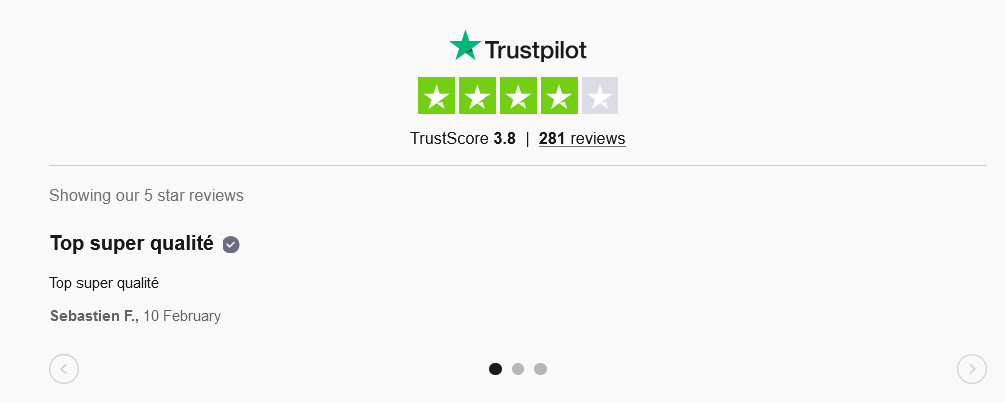 Trustpilot
TrustScore 3.8 | 281 reviews
Showing our 5 star reviews
Top super qualité
Top super qualité
Sebastien F., 10 February